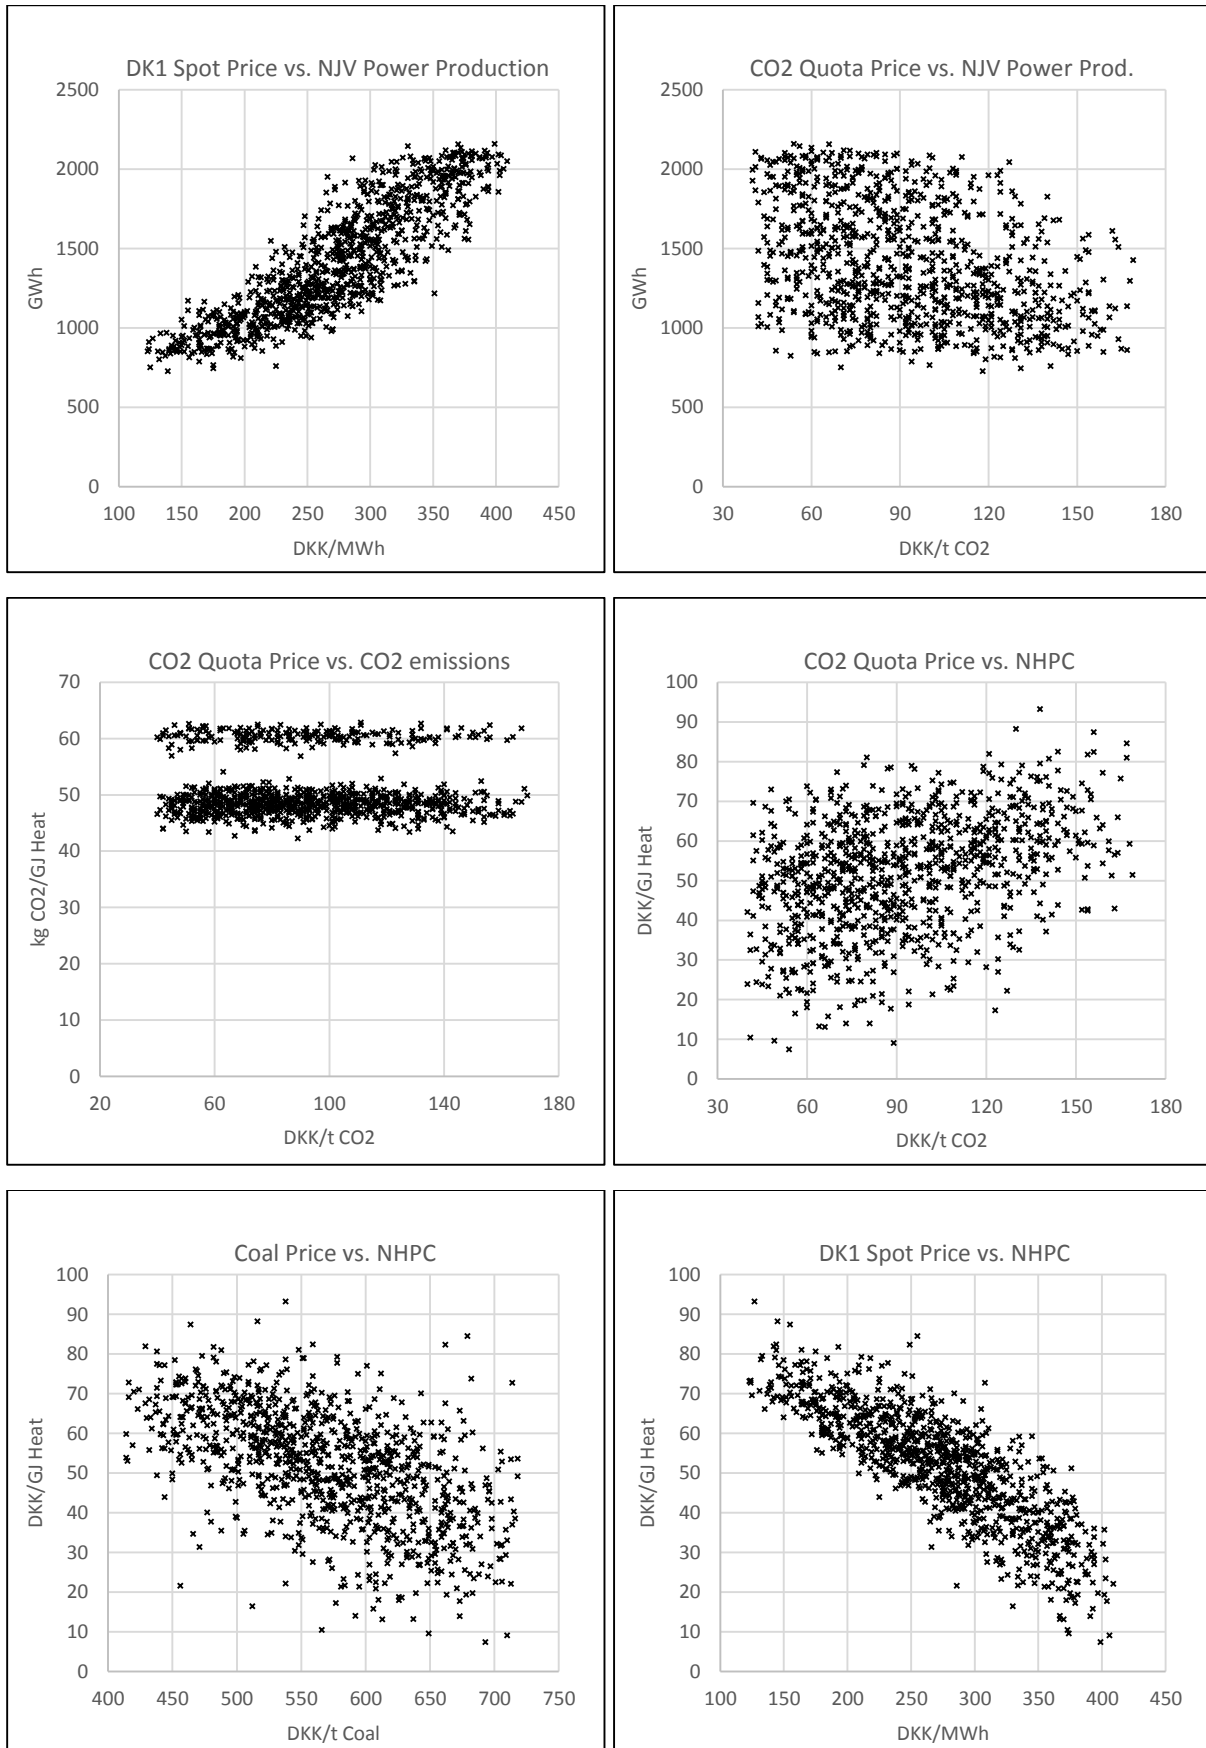 DK1 Spot Price vs. NJV Power Production
2500
2000
1500
1000
500
0
GWh
100 150 200 250 300 350 400 450
DKK/MWh
CO2 Quota Price vs. NJV Power Prod.
2500
2000
1500
1000
500
0
GWh
30 60 90 120 150 180
DKK/t CO2
CO2 Quota Price vs. CO2 emissions
70
60
50
40
30
20
10
0
kg CO2/GJ Heat
20 60 100 140 180
DKK/t CO2
CO2 Quota Price vs. NHPC
100
90
80
70
60
50
40
30
20
10
0
DKK/GJ Heat
30 60 90 120 150 180
DKK/t CO2
Coal Price vs. NHPC
100
90
80
70
60
50
40
30
20
10
0
DKK/GJ Heat
400 450 500 550 600 650 700 750
DKK/t Coal
DK1 Spot Price vs. NHPC
100
90
80
70
60
50
40
30
20
10
0
DKK/GJ Heat
100 150 200 250 300 350 400 450
DKK/MWh